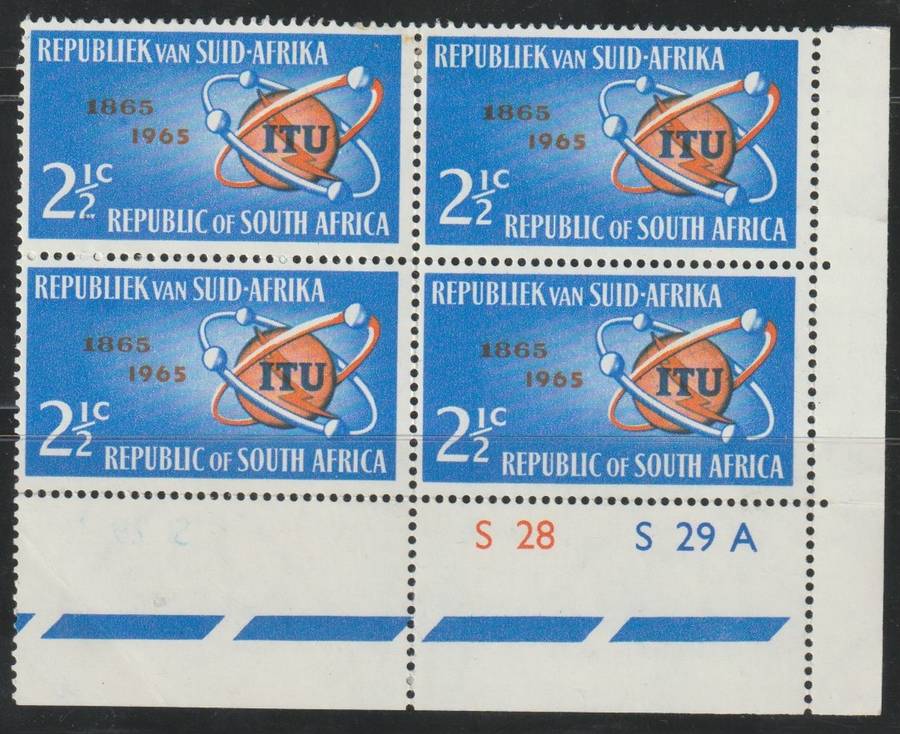 REPUBLIEK VAN SUID-AFRIKA
1865
1965
ITU
2½c
REPUBLIC OF SOUTH AFRICA
REPUBLIEK VAN SUID-AFRIKA
1865
1965
ITU
2½c
REPUBLIC OF SOUTH AFRICA
REPUBLIEK VAN SUID-AFRIKA
1865
1965
ITU
2½c
REPUBLIC OF SOUTH AFRICA
REPUBLIEK VAN SUID-AFRIKA
1865
1965
ITU
2½c
REPUBLIC OF SOUTH AFRICA
S 28 S 29 A